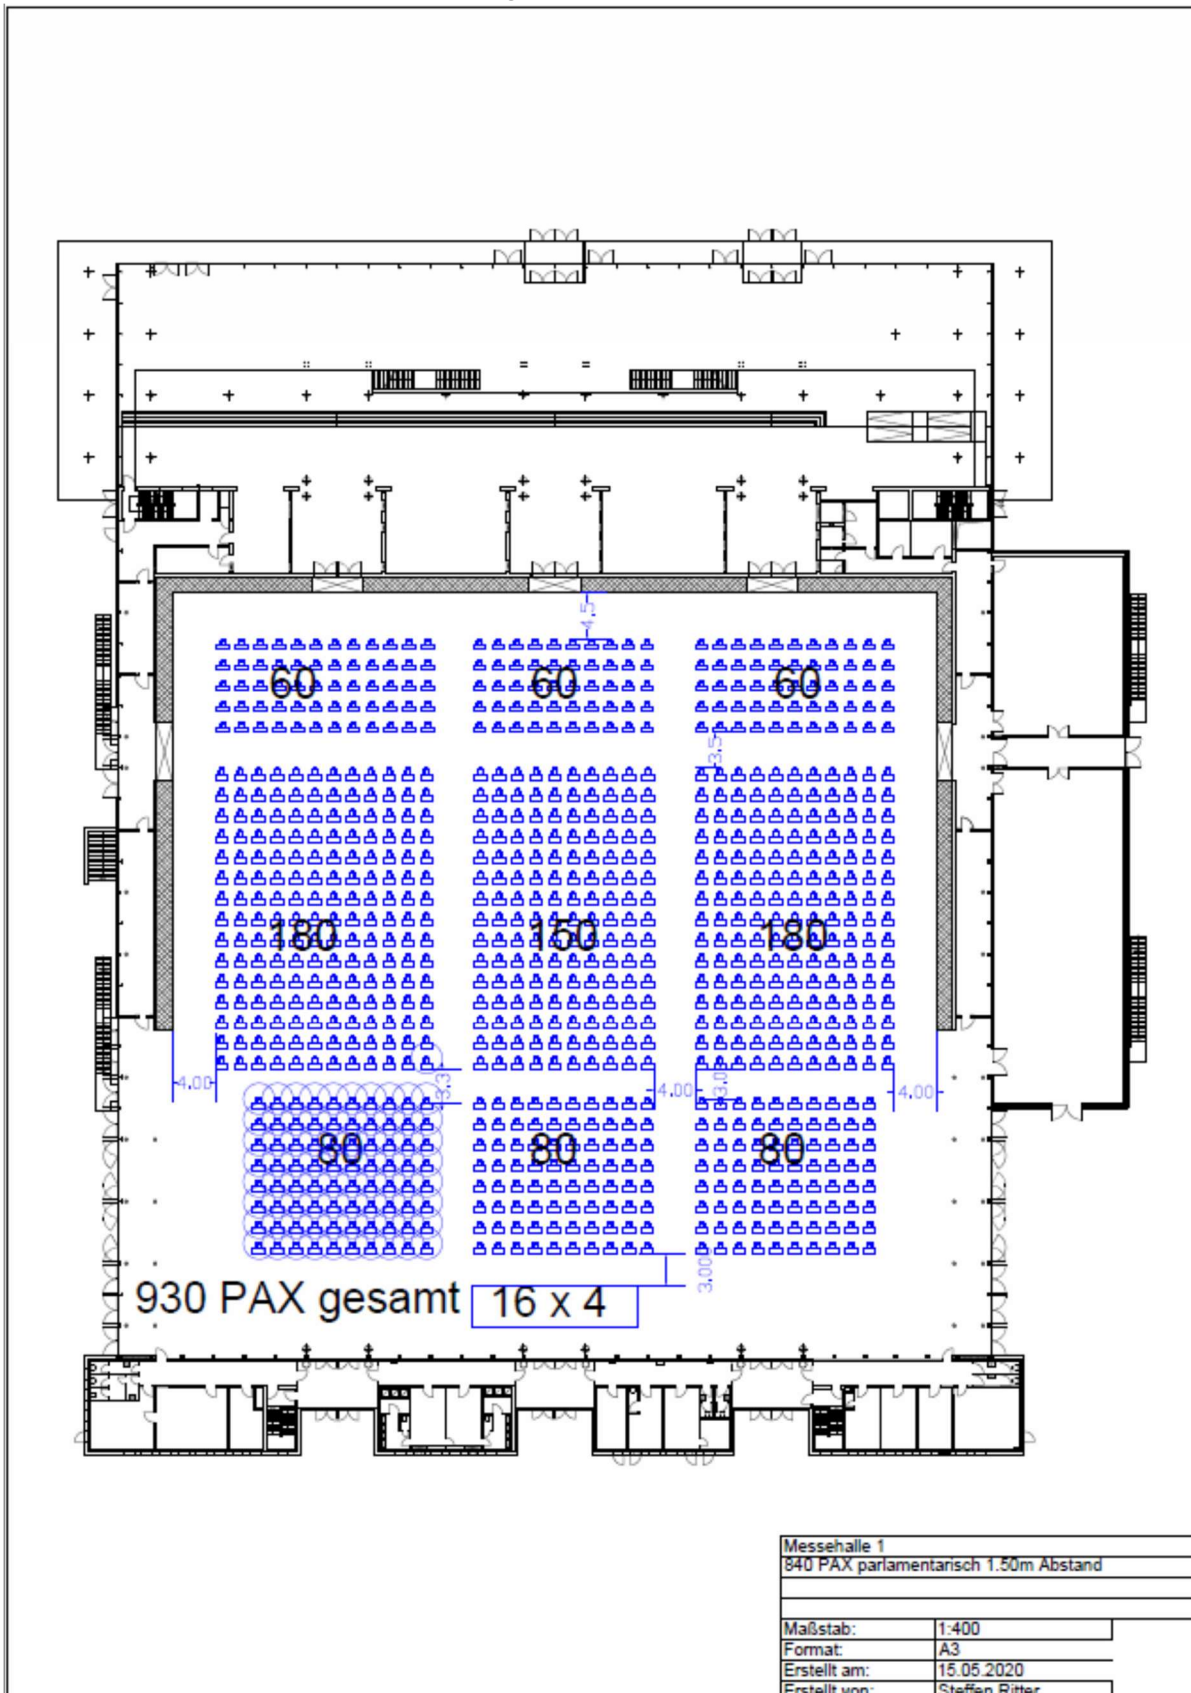 4.5
60 60 60
3.5
180 150 180
4.00 3.3 4.00 3.0 4.00
80 80 80
3.00
930 PAX gesamt 16 x 4
Messehalle 1
840 PAX parlamentarisch 1.50m Abstand
Maßstab: 1:400
Format: A3
Erstellt am: 15.05.2020
Erstellt von: Steffen Ritter